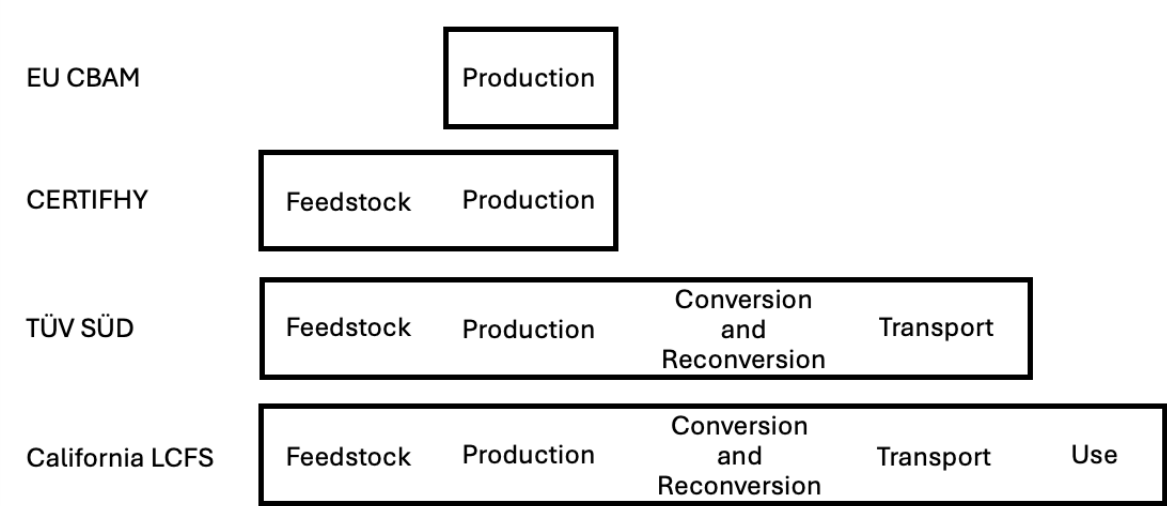 EU CBAM
Production
CERTIFHY
Feedstock
Production
TÜV SÜD
Feedstock
Production
Conversion
and
Reconversion
Transport
California LCFS
Feedstock
Production
Conversion
and
Reconversion
Transport
Use